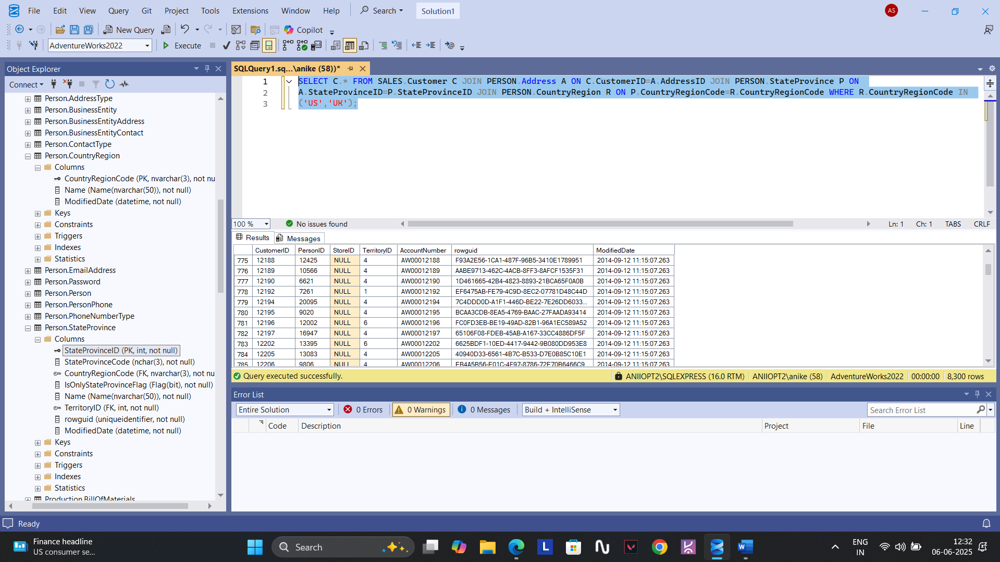 File Edit View Query Git Project Tools Extensions Window Help Search Solution1 AS
New Query Copilot
AdventureWorks2022 Execute
Object Explorer
Connect
Person.AddressType
Person.BusinessEntity
Person.BusinessEntityAddress
Person.BusinessEntityContact
Person.ContactType
Person.CountryRegion
Columns
CountryRegionCode (PK, nvarchar(3), not nu
Name (Name(nvarchar(50)), not null)
ModifiedDate (datetime, not null)
Keys
Constraints
Triggers
Indexes
Statistics
Person.EmailAddress
Person.Password
Person.Person
Person.PersonPhone
Person.PhoneNumberType
Person.StateProvince
Columns
StateProvinceID (PK, int, not null)
StateProvinceCode (nchar(3), not null)
CountryRegionCode (FK, nvarchar(3), not nu
IsOnlyStateProvinceFlag (Flag(bit), not null)
Name (Name(nvarchar(50)), not null)
TerritoryID (FK, int, not null)
rowguid (uniqueidentifier, not null)
ModifiedDate (datetime, not null)
Keys
Constraints
Triggers
Indexes
Statistics
Production.BillOfMaterials
SQLQuery1.sq...\anike (58))*
1 SELECT C.* FROM SALES.Customer C JOIN PERSON.Address A ON C.CustomerID=A.AddressID JOIN PERSON.StateProvince P ON
2 A.StateProvinceID=P.StateProvinceID JOIN PERSON.CountryRegion R ON P.CountryRegionCode=R.CountryRegionCode WHERE R.CountryRegionCode IN
3 ('US','UK');
100 % No issues found Ln: 1 Ch: 1 TABS CRLF
Results Messages
CustomerID PersonID StoreID TerritoryID AccountNumber rowguid ModifiedDate
775 12188 12425 NULL 4 AW00012188 F93A2E56-1CA1-487F-96B5-3410E1789951 2014-09-12 11:15:07.263
776 12189 10566 NULL 4 AW00012189 AABE9713-462C-4ACB-8FF3-8AFCF1535F31 2014-09-12 11:15:07.263
777 12190 6621 NULL 4 AW00012190 1D461665-42B4-4823-8893-21BCA65F0A0B 2014-09-12 11:15:07.263
778 12192 7261 NULL 1 AW00012192 EF6475AB-FE79-4C9D-8EC2-07781D48C44D 2014-09-12 11:15:07.263
779 12194 20095 NULL 4 AW00012194 7C4DDD0D-A1F1-446D-BE22-7E26DD6033... 2014-09-12 11:15:07.263
780 12195 9020 NULL 4 AW00012195 BCAA3CDB-8EA5-4769-BAAC-27FAADA93414 2014-09-12 11:15:07.263
781 12196 12002 NULL 6 AW00012196 FC0FD3EB-BE19-49AD-82B1-96A1EC589A52 2014-09-12 11:15:07.263
782 12197 16947 NULL 4 AW00012197 65106F08-FDEB-45AB-A167-33CC4886DF5F 2014-09-12 11:15:07.263
783 12202 13395 NULL 6 AW00012202 6625BDF1-10ED-4417-9442-9B080DD953E8 2014-09-12 11:15:07.263
784 12205 13083 NULL 4 AW00012205 40940D33-6561-4B7C-B533-D7E0B85C10E1 2014-09-12 11:15:07.263
785 12206 9806 NULL 4 AW00012206 EB4A5B56-E01C-4F97-8786-72E70B6466C9 2014-09-12 11:15:07.263
Query executed successfully. ANIIOPT2\SQLEXPRESS (16.0 RTM) ANIIOPT2\anike (58) AdventureWorks2022 00:00:00 8,300 rows
Error List
Entire Solution 0 Errors 0 Warnings 0 Messages Build + IntelliSense Search Error List
Code Description Project File Line
Ready
Finance headline
US consumer se...
Search
L
W
ENG
IN
12:32
06-06-2025